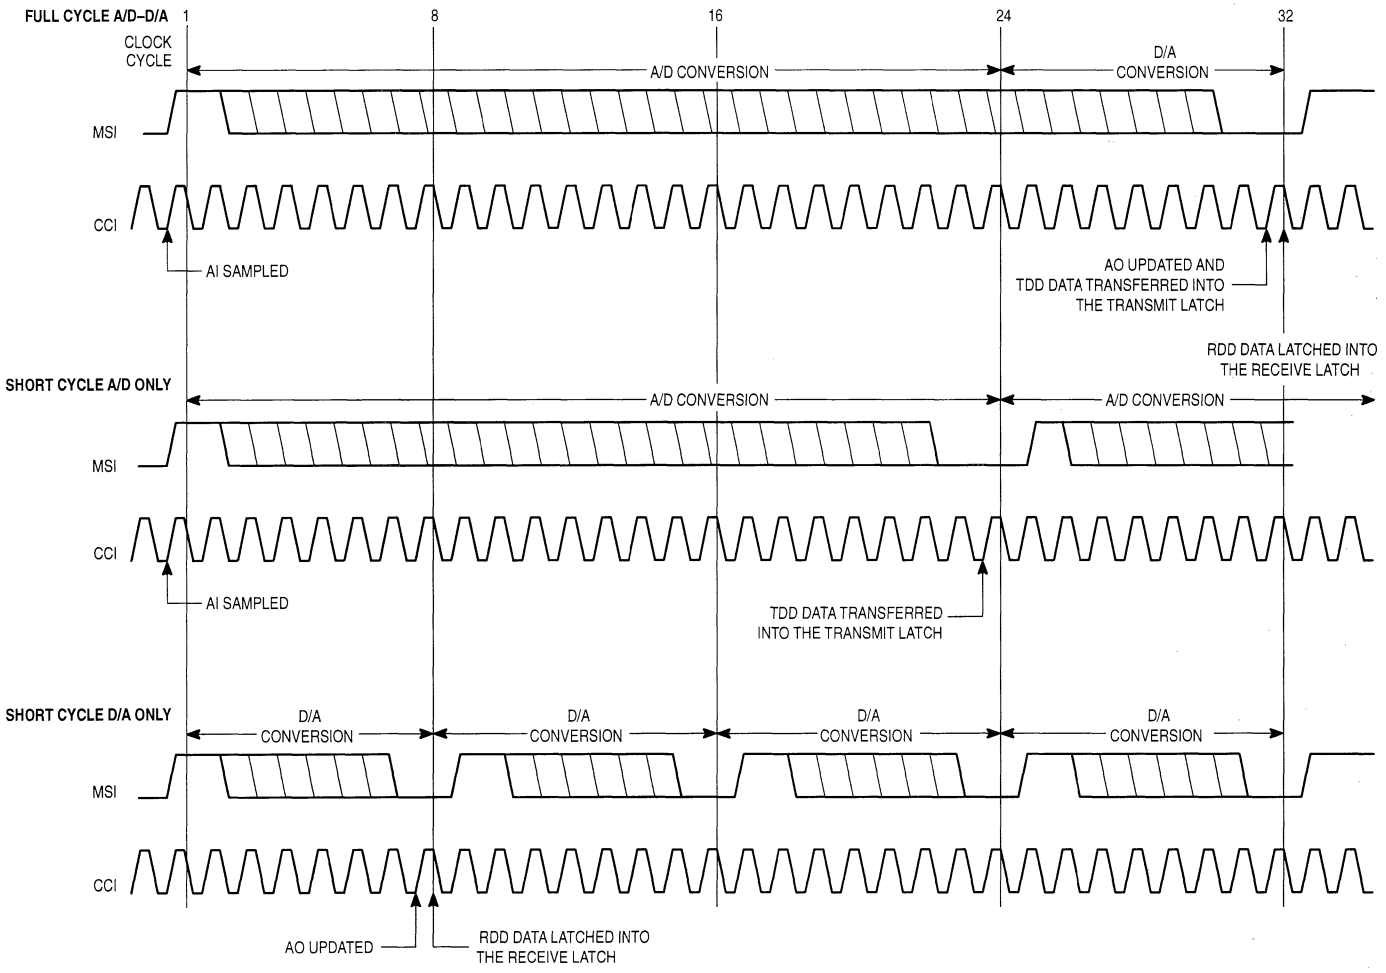 FULL CYCLE A/D–D/A 1 8 16 24 32
CLOCK
CYCLE
A/D CONVERSION
D/A
CONVERSION
MSI
CCI
AI SAMPLED
AO UPDATED AND
TDD DATA TRANSFERRED INTO
THE TRANSMIT LATCH
RDD DATA LATCHED INTO
THE RECEIVE LATCH
SHORT CYCLE A/D ONLY
A/D CONVERSION
A/D CONVERSION
MSI
CCI
AI SAMPLED
TDD DATA TRANSFERRED
INTO THE TRANSMIT LATCH
SHORT CYCLE D/A ONLY
D/A
CONVERSION
D/A
CONVERSION
D/A
CONVERSION
D/A
CONVERSION
MSI
CCI
AO UPDATED
RDD DATA LATCHED INTO
THE RECEIVE LATCH